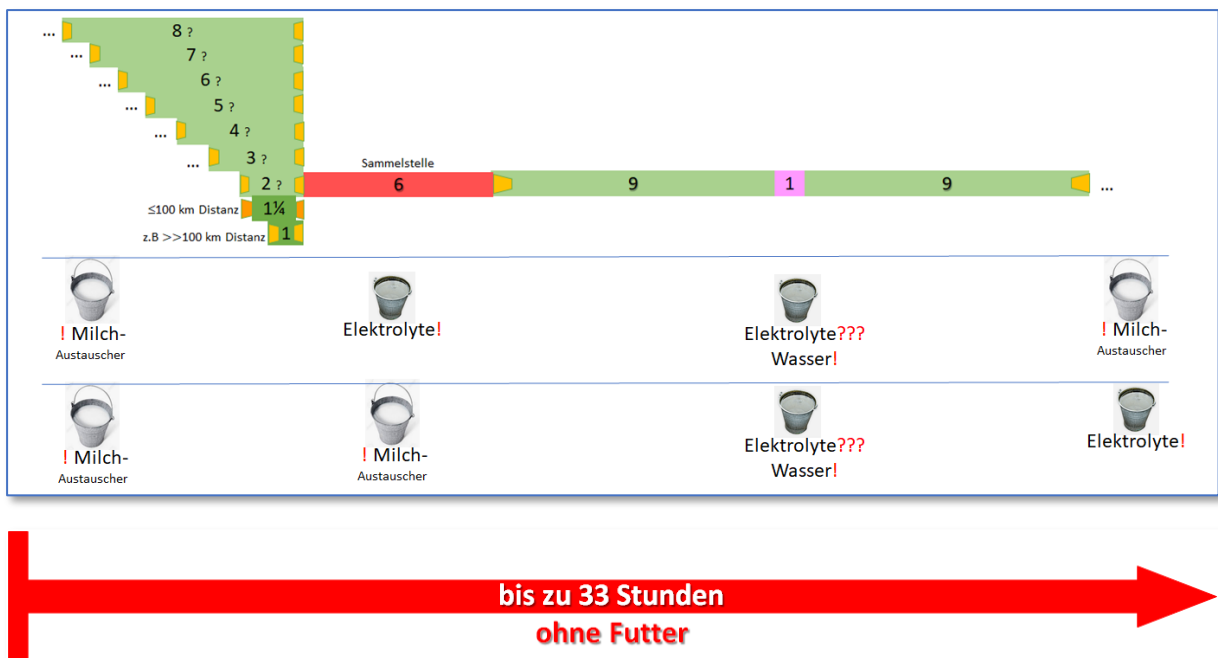 ... 8 ?
... 7 ?
... 6 ?
... 5 ?
... 4 ?
... 3 ?
Sammelstelle
2 ? 6 9 1 9 ...
≤100 km Distanz 1¼
z.B >>100 km Distanz 1
! Milch-
Austauscher
Elektrolyte!
Elektrolyte???
Wasser!
! Milch-
Austauscher
! Milch-
Austauscher
! Milch-
Austauscher
Elektrolyte???
Wasser!
Elektrolyte!
bis zu 33 Stunden
ohne Futter